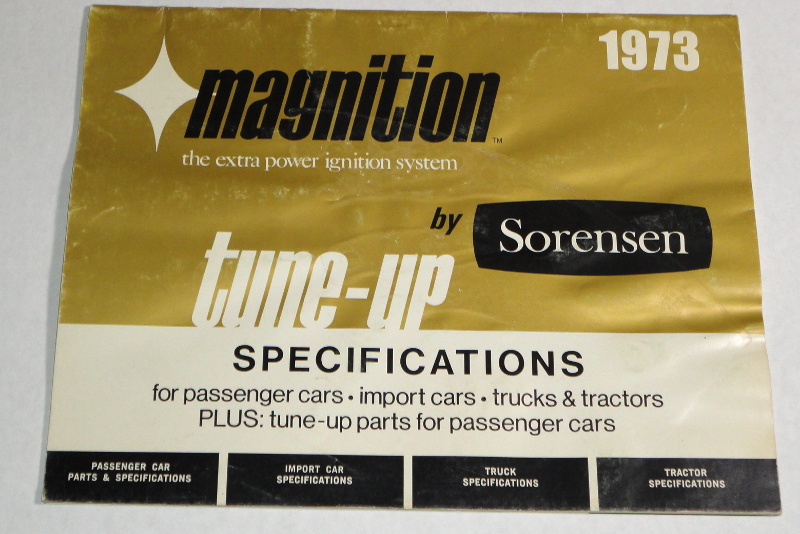 1973
magnition™
the extra power ignition system
by Sorensen
tune-up
SPECIFICATIONS
for passenger cars • import cars • trucks & tractors
PLUS: tune-up parts for passenger cars
PASSENGER CAR
PARTS & SPECIFICATIONS
IMPORT CAR
SPECIFICATIONS
TRUCK
SPECIFICATIONS
TRACTOR
SPECIFICATIONS